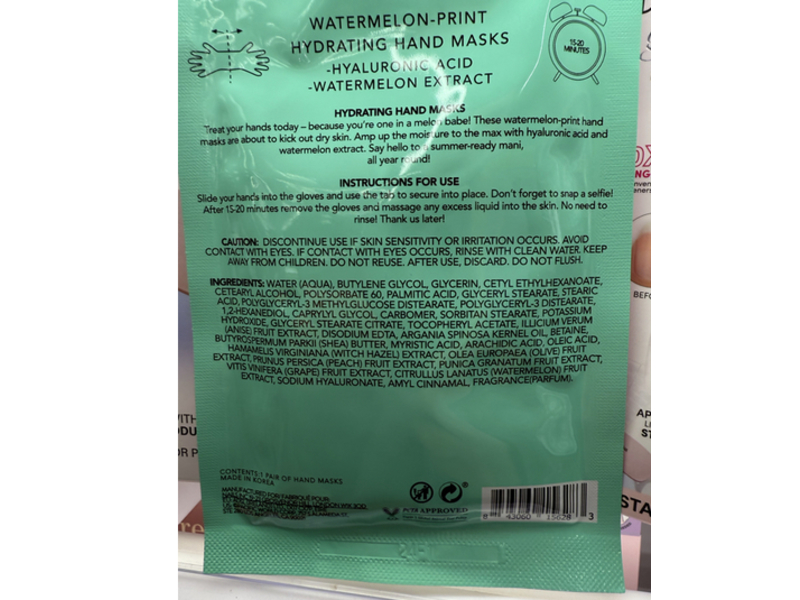 WATERMELON-PRINT
HYDRATING HAND MASKS
-HYALURONIC ACID
-WATERMELON EXTRACT
15-20
MINUTES
HYDRATING HAND MASKS
Treat your hands today – because you're one in a melon babe! These watermelon-print hand
masks are about to kick out dry skin. Amp up the moisture to the max with hyaluronic acid and
watermelon extract. Say hello to a summer-ready mani,
all year round!
INSTRUCTIONS FOR USE
Slide your hands into the gloves and use the tab to secure into place. Don't forget to snap a selfie!
After 15-20 minutes remove the gloves and massage any excess liquid into the skin. No need to
rinse! Thank us later!
CAUTION: DISCONTINUE USE IF SKIN SENSITIVITY OR IRRITATION OCCURS. AVOID
CONTACT WITH EYES. IF CONTACT WITH EYES OCCURS, RINSE WITH CLEAN WATER. KEEP
AWAY FROM CHILDREN. DO NOT REUSE. AFTER USE, DISCARD. DO NOT FLUSH.
INGREDIENTS: WATER (AQUA), BUTYLENE GLYCOL, GLYCERIN, CETYL ETHYLHEXANOATE,
CETEARYL ALCOHOL, POLYSORBATE 60, PALMITIC ACID, GLYCERYL STEARATE, STEARIC
ACID, POLYGLYCERYL-3 METHYLGLUCOSE DISTEARATE, POLYGLYCERYL-3 DISTEARATE,
1,2-HEXANEDIOL, CAPRYLYL GLYCOL, CARBOMER, SORBITAN STEARATE, POTASSIUM
HYDROXIDE, GLYCERYL STEARATE CITRATE, TOCOPHERYL ACETATE, ILLICIUM VERUM
(ANISE) FRUIT EXTRACT, DISODIUM EDTA, ARGANIA SPINOSA KERNEL OIL, BETAINE,
BUTYROSPERMUM PARKII (SHEA) BUTTER, MYRISTIC ACID, ARACHIDIC ACID, OLEIC ACID,
HAMAMELIS VIRGINIANA (WITCH HAZEL) EXTRACT, OLEA EUROPAEA (OLIVE) FRUIT
EXTRACT, PRUNUS PERSICA (PEACH) FRUIT EXTRACT, PUNICA GRANATUM FRUIT EXTRACT,
VITIS VINIFERA (GRAPE) FRUIT EXTRACT, CITRULLUS LANATUS (WATERMELON) FRUIT
EXTRACT, SODIUM HYALURONATE, AMYL CINNAMAL, FRAGRANCE(PARFUM).
CONTENTS:1 PAIR OF HAND MASKS
MADE IN KOREA
MANUFACTURED FOR/FABRIQUÉ POUR:
APPROVED
8 43060 15628 3